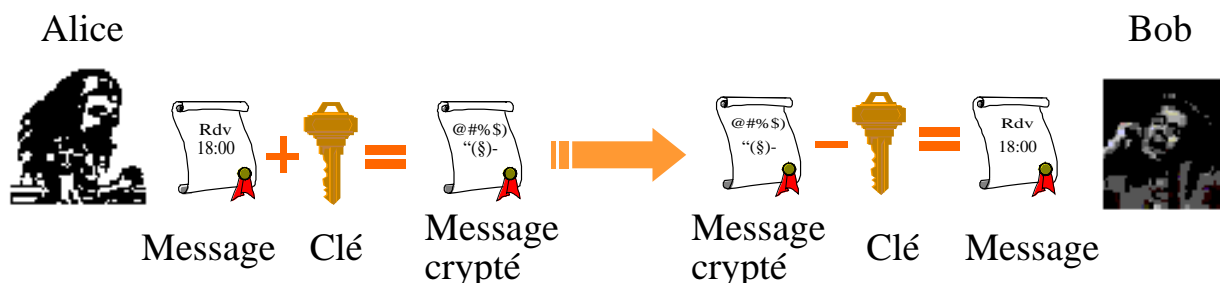 Alice
Bob
Rdv
18:00
@#%$)
“(§)-
@#%$)
“(§)-
Rdv
18:00
Message
Clé
Message
crypté
Message
crypté
Clé
Message